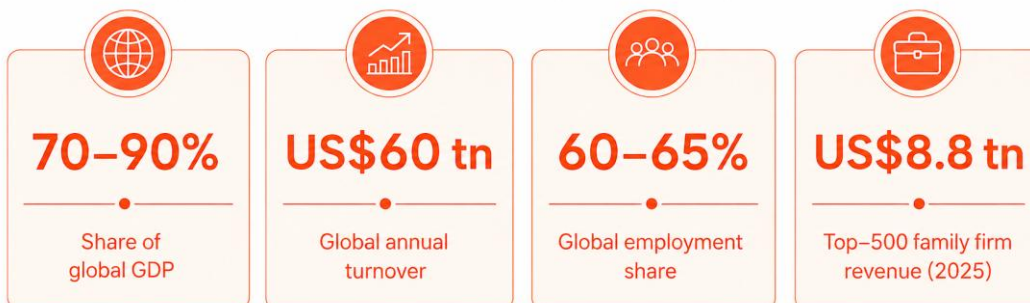 70–90%
Share of
global GDP
US$60 tn
Global annual
turnover
60–65%
Global employment
share
US$8.8 tn
Top–500 family firm
revenue (2025)